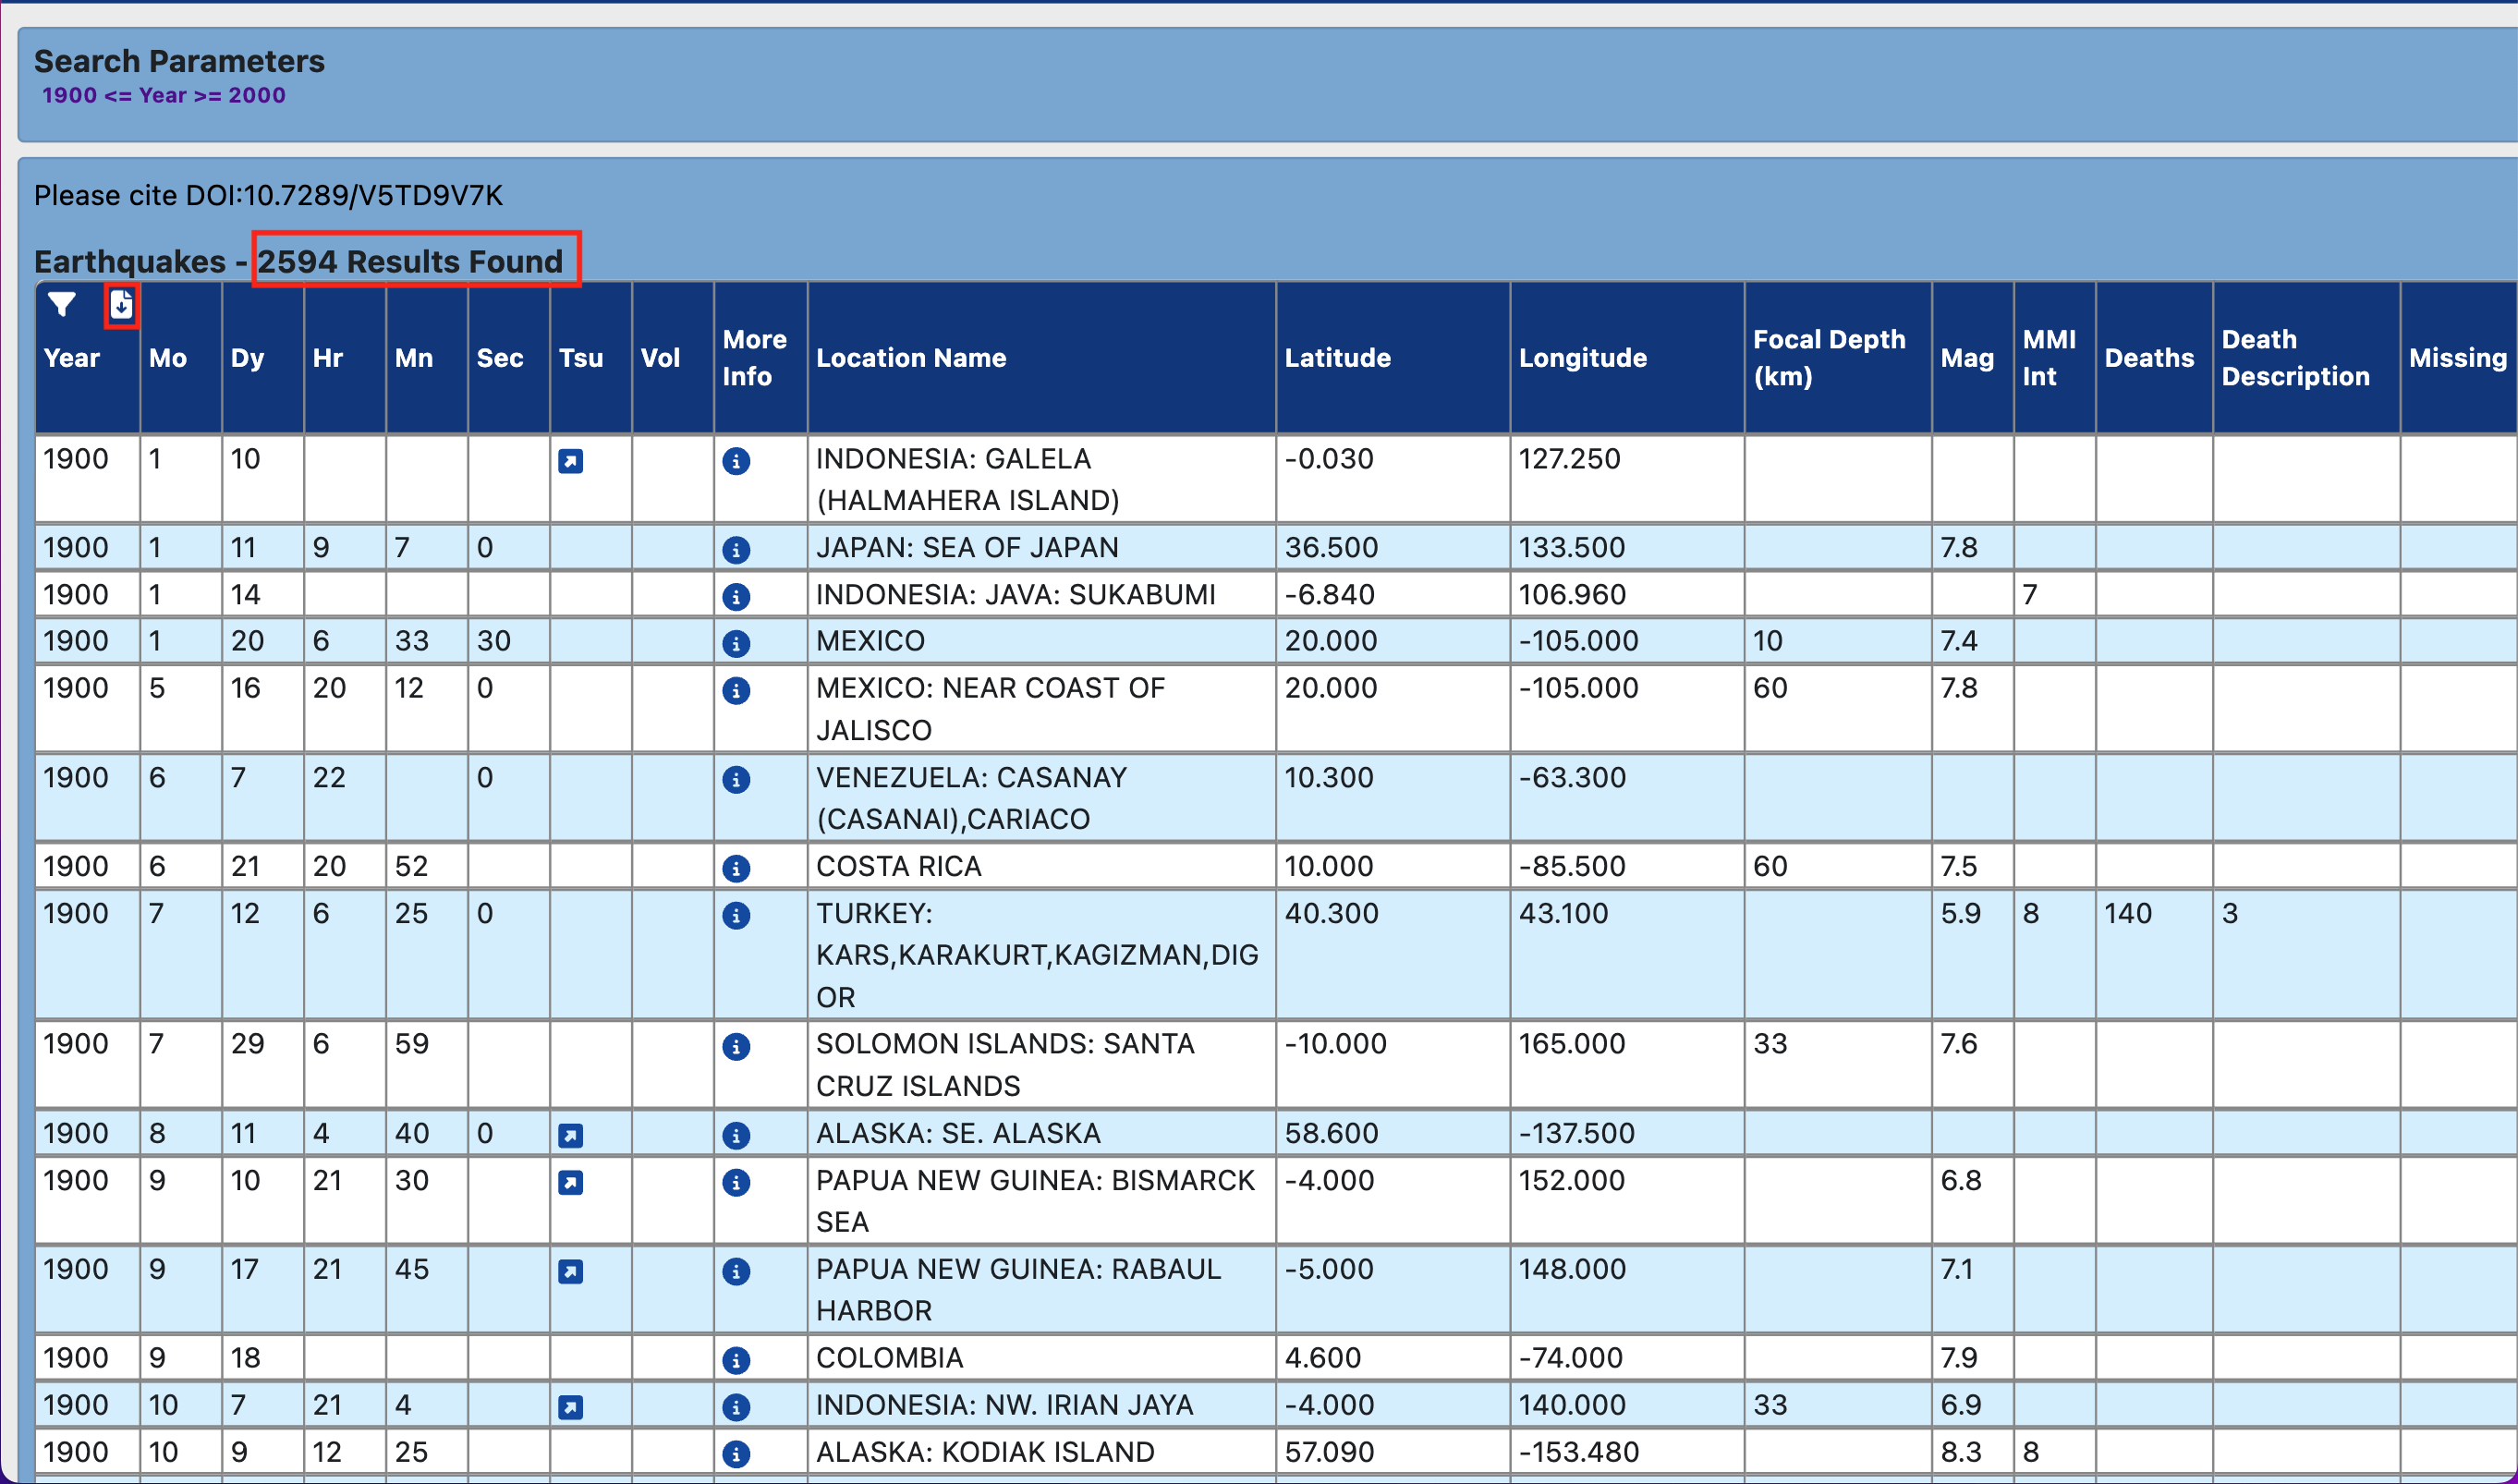 Search Parameters
1900 <= Year >= 2000
Please cite DOI:10.7289/V5TD9V7K
Earthquakes - 2594 Results Found
Year Mo Dy Hr Mn Sec Tsu Vol More Info Location Name Latitude Longitude Focal Depth (km) Mag MMI Int Deaths Death Description Missing
1900 1 10 INDONESIA: GALELA
(HALMAHERA ISLAND) -0.030 127.250
1900 1 11 9 7 0 JAPAN: SEA OF JAPAN 36.500 133.500 7.8
1900 1 14 INDONESIA: JAVA: SUKABUMI -6.840 106.960 7
1900 1 20 6 33 30 MEXICO 20.000 -105.000 10 7.4
1900 5 16 20 12 0 MEXICO: NEAR COAST OF
JALISCO 20.000 -105.000 60 7.8
1900 6 7 22 0 VENEZUELA: CASANAY
(CASANAI),CARIACO 10.300 -63.300
1900 6 21 20 52 COSTA RICA 10.000 -85.500 60 7.5
1900 7 12 6 25 0 TURKEY:
KARS,KARAKURT,KAGIZMAN,DIG
OR 40.300 43.100 5.9 8 140 3
1900 7 29 6 59 SOLOMON ISLANDS: SANTA
CRUZ ISLANDS -10.000 165.000 33 7.6
1900 8 11 4 40 0 ALASKA: SE. ALASKA 58.600 -137.500
1900 9 10 21 30 PAPUA NEW GUINEA: BISMARCK
SEA -4.000 152.000 6.8
1900 9 17 21 45 PAPUA NEW GUINEA: RABAUL
HARBOR -5.000 148.000 7.1
1900 9 18 COLOMBIA 4.600 -74.000 7.9
1900 10 7 21 4 INDONESIA: NW. IRIAN JAYA -4.000 140.000 33 6.9
1900 10 9 12 25 ALASKA: KODIAK ISLAND 57.090 -153.480 8.3 8